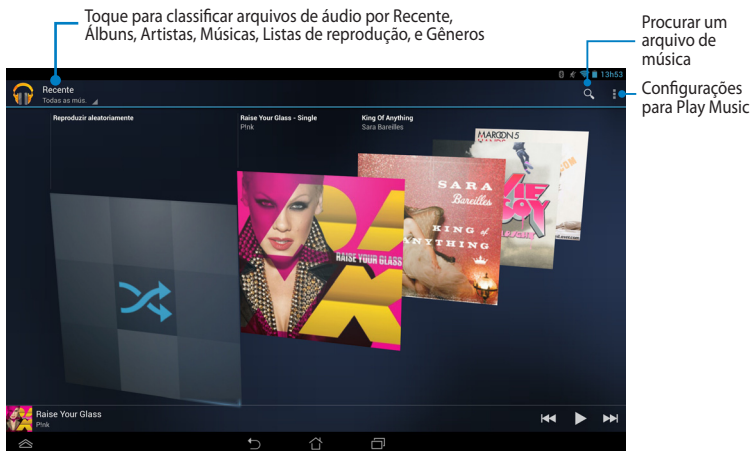 Toque para classificar arquivos de áudio por Recente,
Álbuns, Artistas, Músicas, Listas de reprodução, e Gêneros
Procurar um
arquivo de
música
Configurações
para Play Music
13h53
Recente
Todas as mús.
Reproduzir aleatoriamente
Raise Your Glass – Single
P!nk
King Of Anything
Sara Bareilles
MAROON5
SARA
Bareilles
KING of
ANYTHING
RAISE YOUR GLASS
Raise Your Glass
P!nk